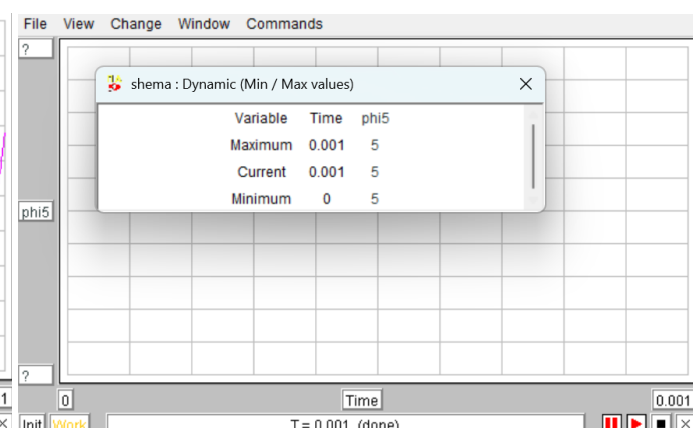 File View Change Window Commands
?
shema : Dynamic (Min / Max values)
Variable Time phi5
Maximum 0.001 5
Current 0.001 5
Minimum 0 5
phi5
?
1 0 Time 0.001
Init Work T = 0.001 (done)